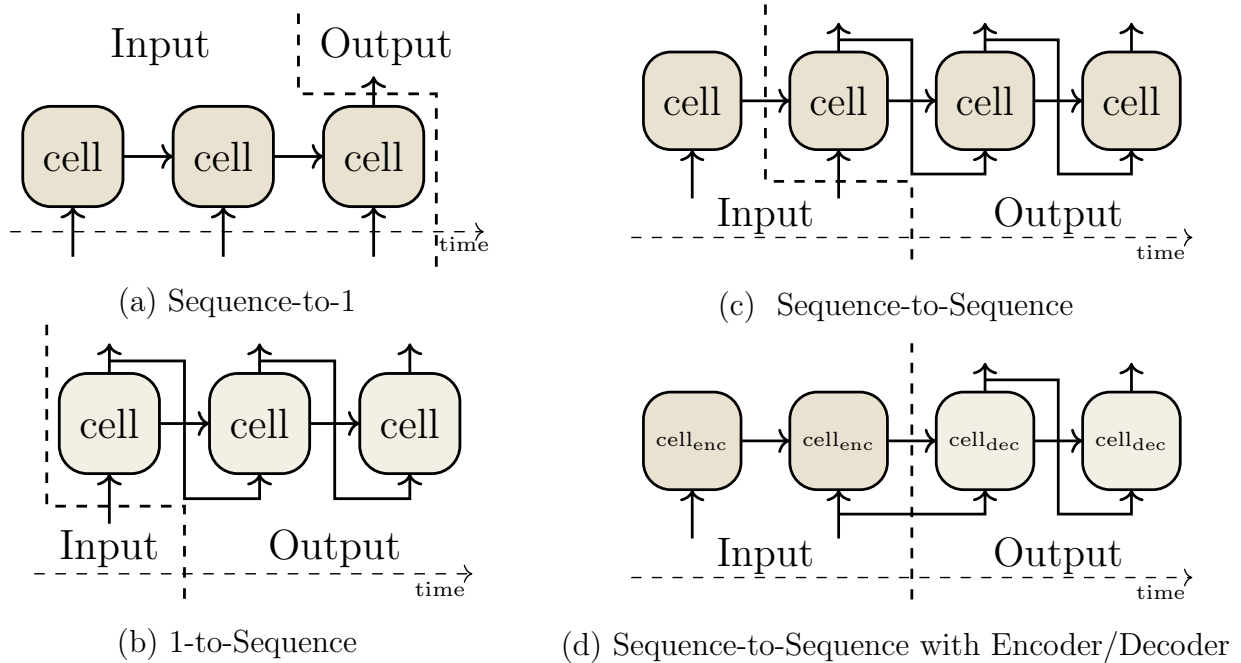 Input Output
cell cell cell
time
(a) Sequence-to-1
cell cell cell
Input Output
time
(b) 1-to-Sequence
cell cell cell cell
Input Output
time
(c) Sequence-to-Sequence
cellenc cellenc celldec celldec
Input Output
time
(d) Sequence-to-Sequence with Encoder/Decoder